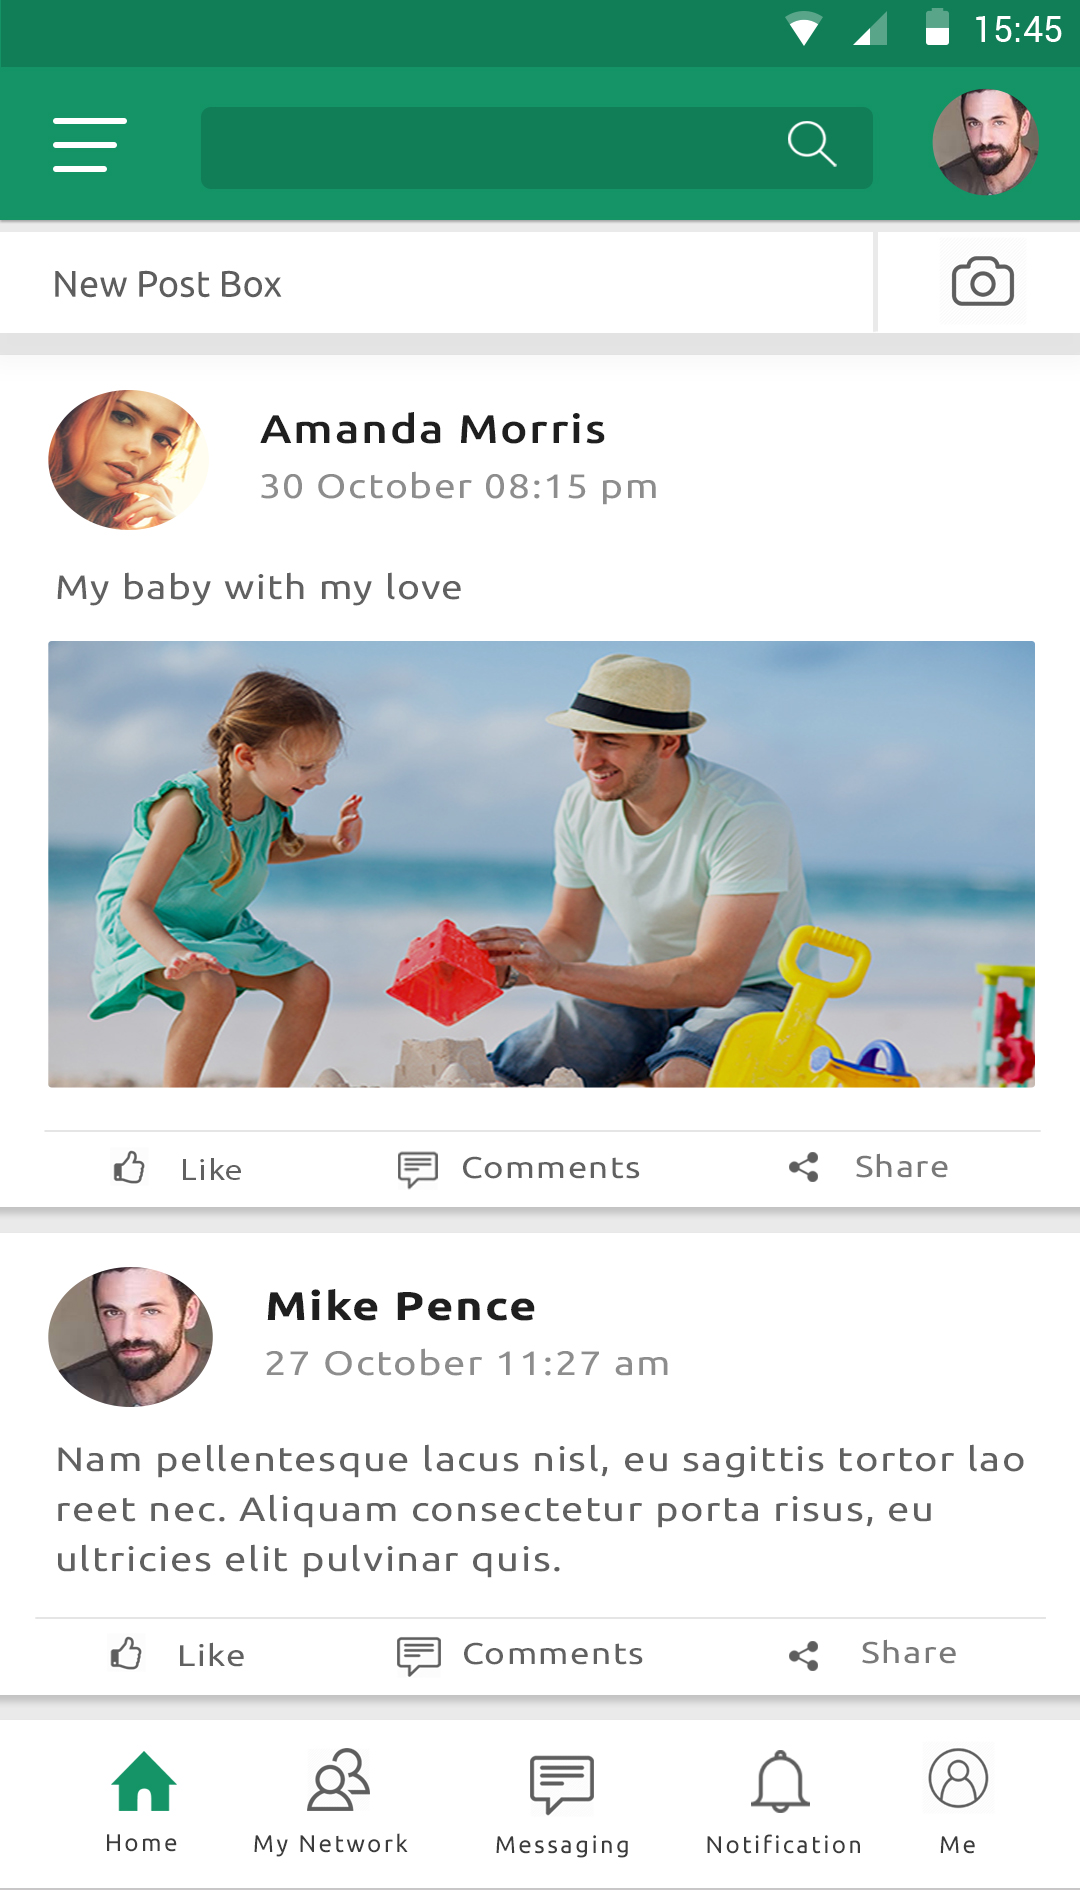 15:45
New Post Box
Amanda Morris
30 October 08:15 pm
My baby with my love
Like
Comments
Share
Mike Pence
27 October 11:27 am
Nam pellentesque lacus nisl, eu sagittis tortor lao
reet nec. Aliquam consectetur porta risus, eu
ultricies elit pulvinar quis.
Like
Comments
Share
Home
My Network
Messaging
Notification
Me